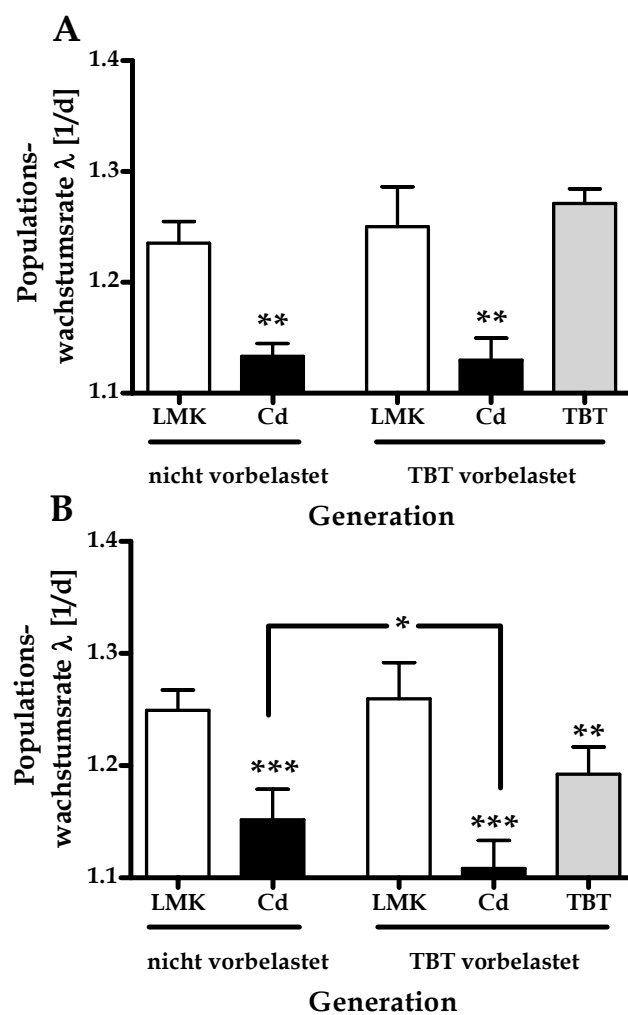 A
Populations-
wachstumsrate λ [1/d]
1.4
1.3
1.2
1.1
** **
LMK Cd LMK Cd TBT
nicht vorbelastet TBT vorbelastet
Generation
B
Populations-
wachstumsrate λ [1/d]
1.4
1.3
1.2
1.1
*
**
***
***
LMK Cd LMK Cd TBT
nicht vorbelastet TBT vorbelastet
Generation